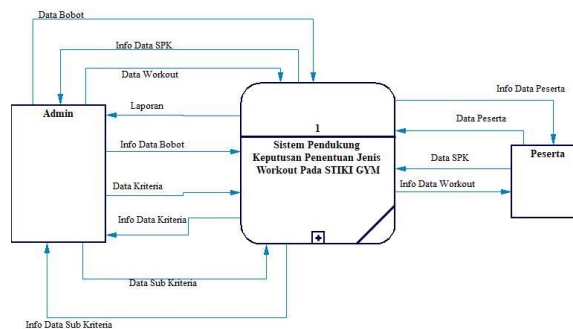 Data Bobot
Info Data SPK
Data Workout
Laporan
Admin
Info Data Bobot
Data Kriteria
Info Data Kriteria
Data Sub Kriteria
Info Data Sub Kriteria
1
Sistem Pendukung
Keputusan Penentuan Jenis
Workout Pada STIKI GYM
Info Data Peserta
Data Peserta
Peserta
Data SPK
Info Data Workout